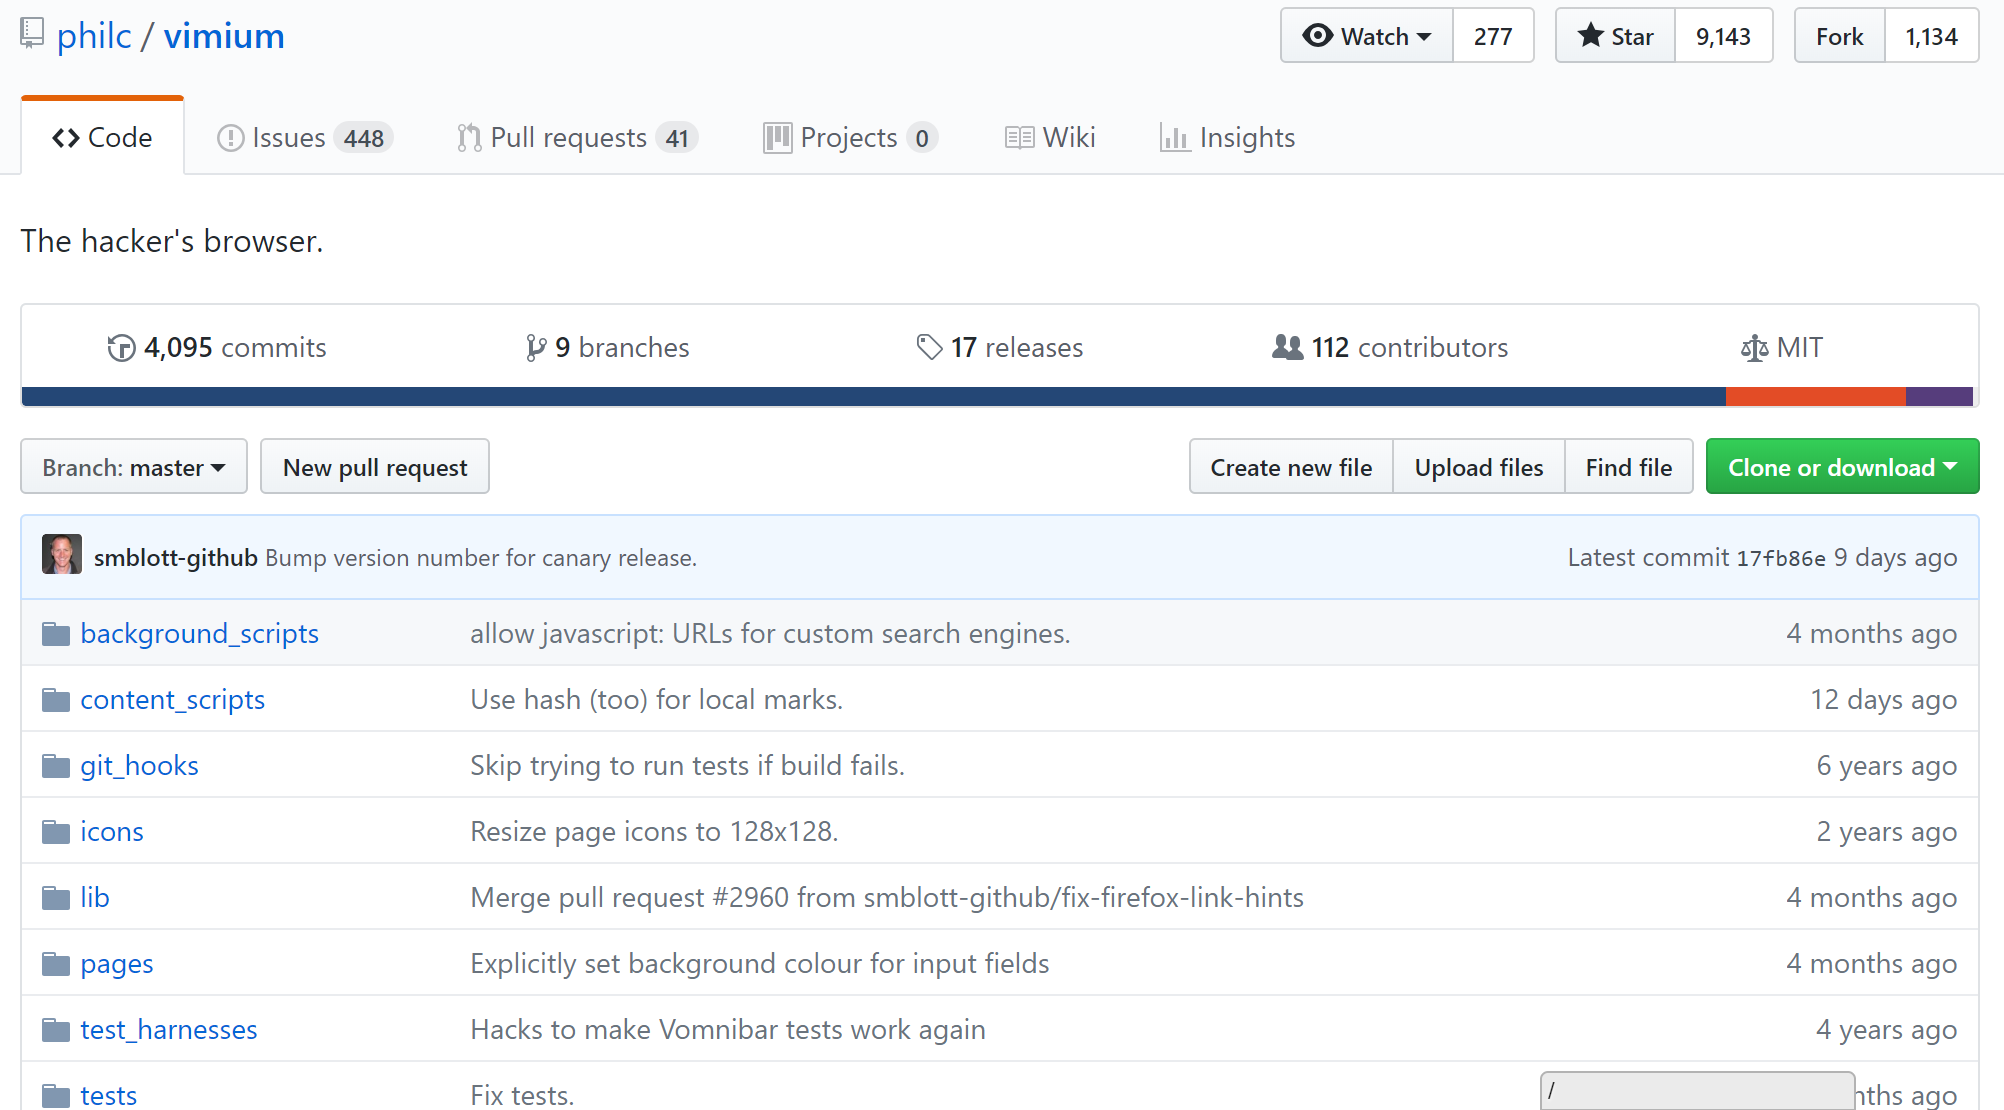 philc / vimium Watch 277 Star 9,143 Fork 1,134
Code Issues 448 Pull requests 41 Projects 0 Wiki Insights
The hacker's browser.
4,095 commits 9 branches 17 releases 112 contributors MIT
Branch: master New pull request Create new file Upload files Find file Clone or download
smblott-github Bump version number for canary release. Latest commit 17fb86e 9 days ago
background_scripts allow javascript: URLs for custom search engines. 4 months ago
content_scripts Use hash (too) for local marks. 12 days ago
git_hooks Skip trying to run tests if build fails. 6 years ago
icons Resize page icons to 128x128. 2 years ago
lib Merge pull request #2960 from smblott-github/fix-firefox-link-hints 4 months ago
pages Explicitly set background colour for input fields 4 months ago
test_harnesses Hacks to make Vomnibar tests work again 4 years ago
tests Fix tests. / ago